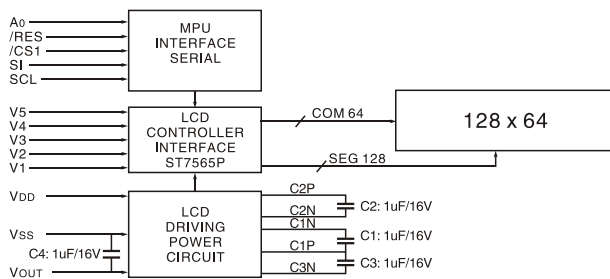 A0
/RES
/CS1
SI
SCL
MPU
INTERFACE
SERIAL
V5
V4
V3
V2
V1
LCD
CONTROLLER
INTERFACE
ST7565P
COM 64
SEG 128
128 x 64
VDD
VSS
C4: 1uF/16V
VOUT
LCD
DRIVING
POWER
CIRCUIT
C2P
C2N
C1N
C1P
C3N
C2: 1uF/16V
C1: 1uF/16V
C3: 1uF/16V